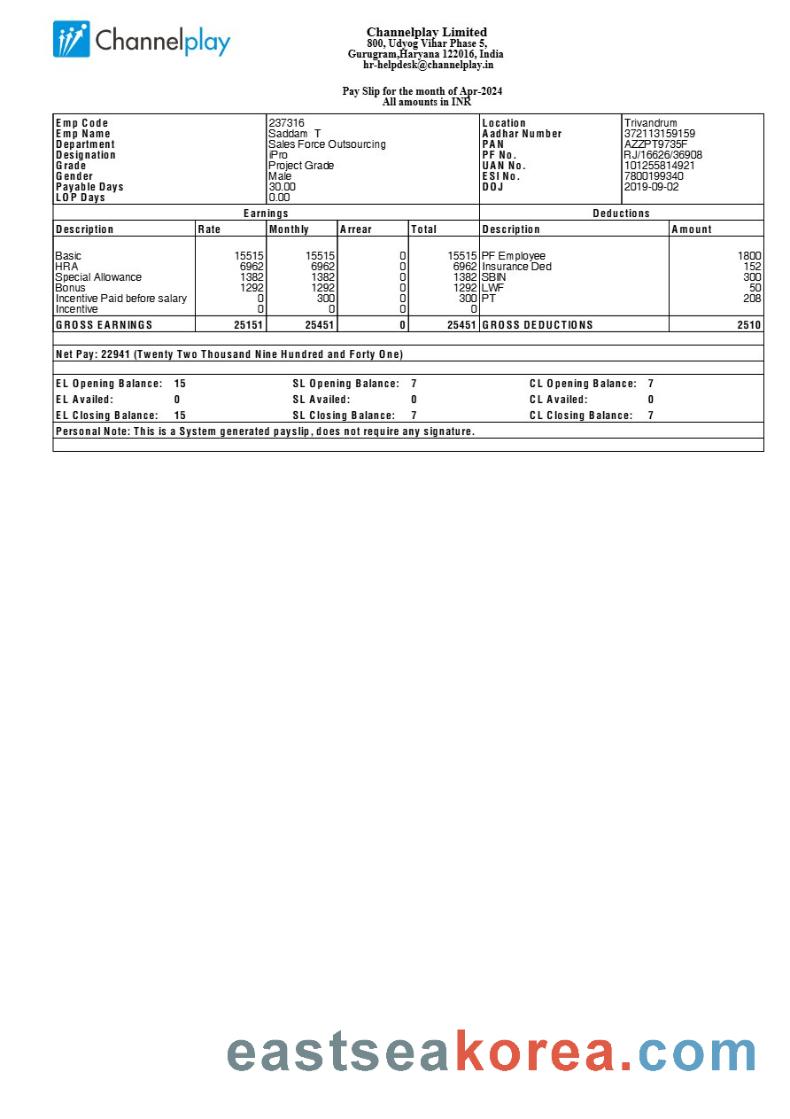 Channelplay
Channelplay Limited
800, Udyog Vihar Phase 5,
Gurugram,Haryana 122016, India
hr-helpdesk@channelplay.in
Pay Slip for the month of Apr-2024
All amounts in INR
Emp Code 237316 Location Trivandrum
Emp Name Saddam T Aadhar Number 372113159159
Department Sales Force Outsourcing PAN AZZPT9735F
Designation iPro PF No. RJ/16626/36908
Grade Project Grade UAN No. 101255814921
Gender Male ESI No. 7800199340
Payable Days 30.00 DOJ 2019-09-02
LOP Days 0.00
Earnings Deductions
Description Rate Monthly Arrear Total Description Amount
Basic 15515 15515 0 15515 PF Employee 1800
HRA 6962 6962 0 6962 Insurance Ded 152
Special Allowance 1382 1382 0 1382 SBIN 300
Bonus 1292 1292 0 1292 LWF 50
Incentive Paid before salary 0 300 0 300 PT 208
Incentive 0 0 0 0
GROSS EARNINGS 25151 25451 0 25451 GROSS DEDUCTIONS 2510
Net Pay: 22941 (Twenty Two Thousand Nine Hundred and Forty One)
EL Opening Balance: 15 SL Opening Balance: 7 CL Opening Balance: 7
EL Availed: 0 SL Availed: 0 CL Availed: 0
EL Closing Balance: 15 SL Closing Balance: 7 CL Closing Balance: 7
Personal Note: This is a System generated payslip, does not require any signature.
eastseakorea.com